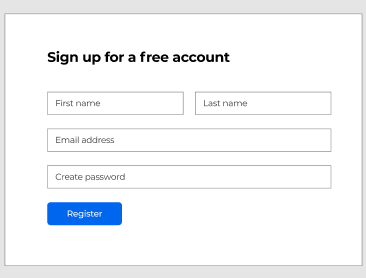 Sign up for a free account
First name
Last name
Email address
Create password
Register